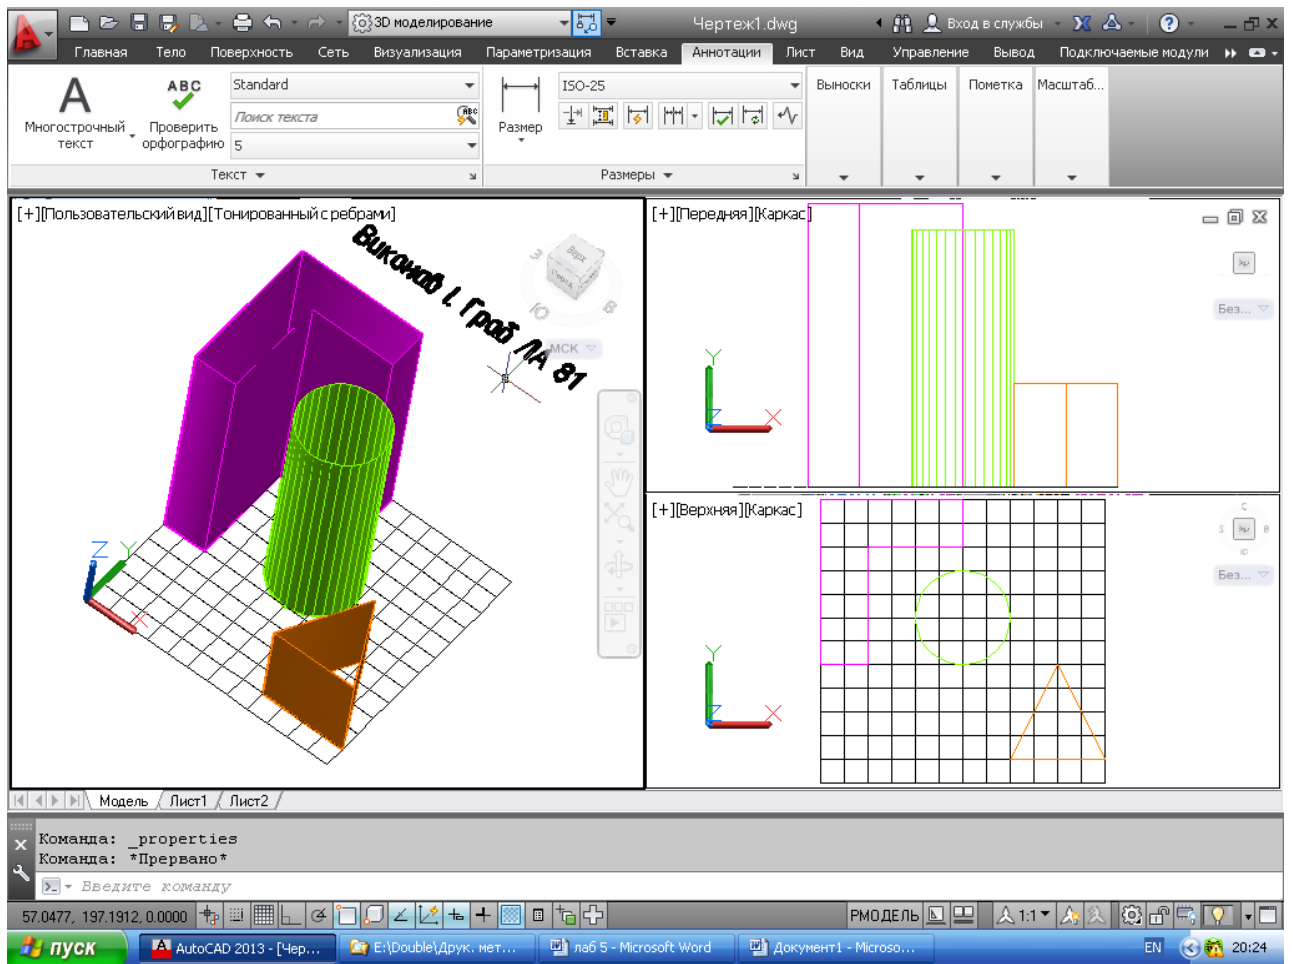 3D моделирование
Чертеж1.dwg
Вход в службы
Главная Тело Поверхность Сеть Визуализация Параметризация Вставка Аннотации Лист Вид Управление Вывод Подключаемые модули
A
Многострочный текст
ABC
Проверить орфографию
Standard
Поиск текста
5
Текст
Размер
ISO-25
Размеры
Выноски
Таблицы
Пометка
Масштаб...
[+][Пользовательский вид][Тонированный с ребрами]
Виконав І. Граб ЛА 81
Верх
З
Ю
В
МСК
Z
Y
X
[+][Передняя][Каркас]
Без...
Y
Z
X
[+][Верхняя][Каркас]
С
В
Ю
Без...
Y
Z
X
Модель Лист1 Лист2
Команда: _properties
Команда: *Прервано*
Введите команду
57.0477, 197.1912, 0.0000
РМОДЕЛЬ
1:1
пуск
AutoCAD 2013 - [Чер...
E:\Double\Друк. мет...
лаб 5 - Microsoft Word
Документ1 - Microso...
EN
20:24